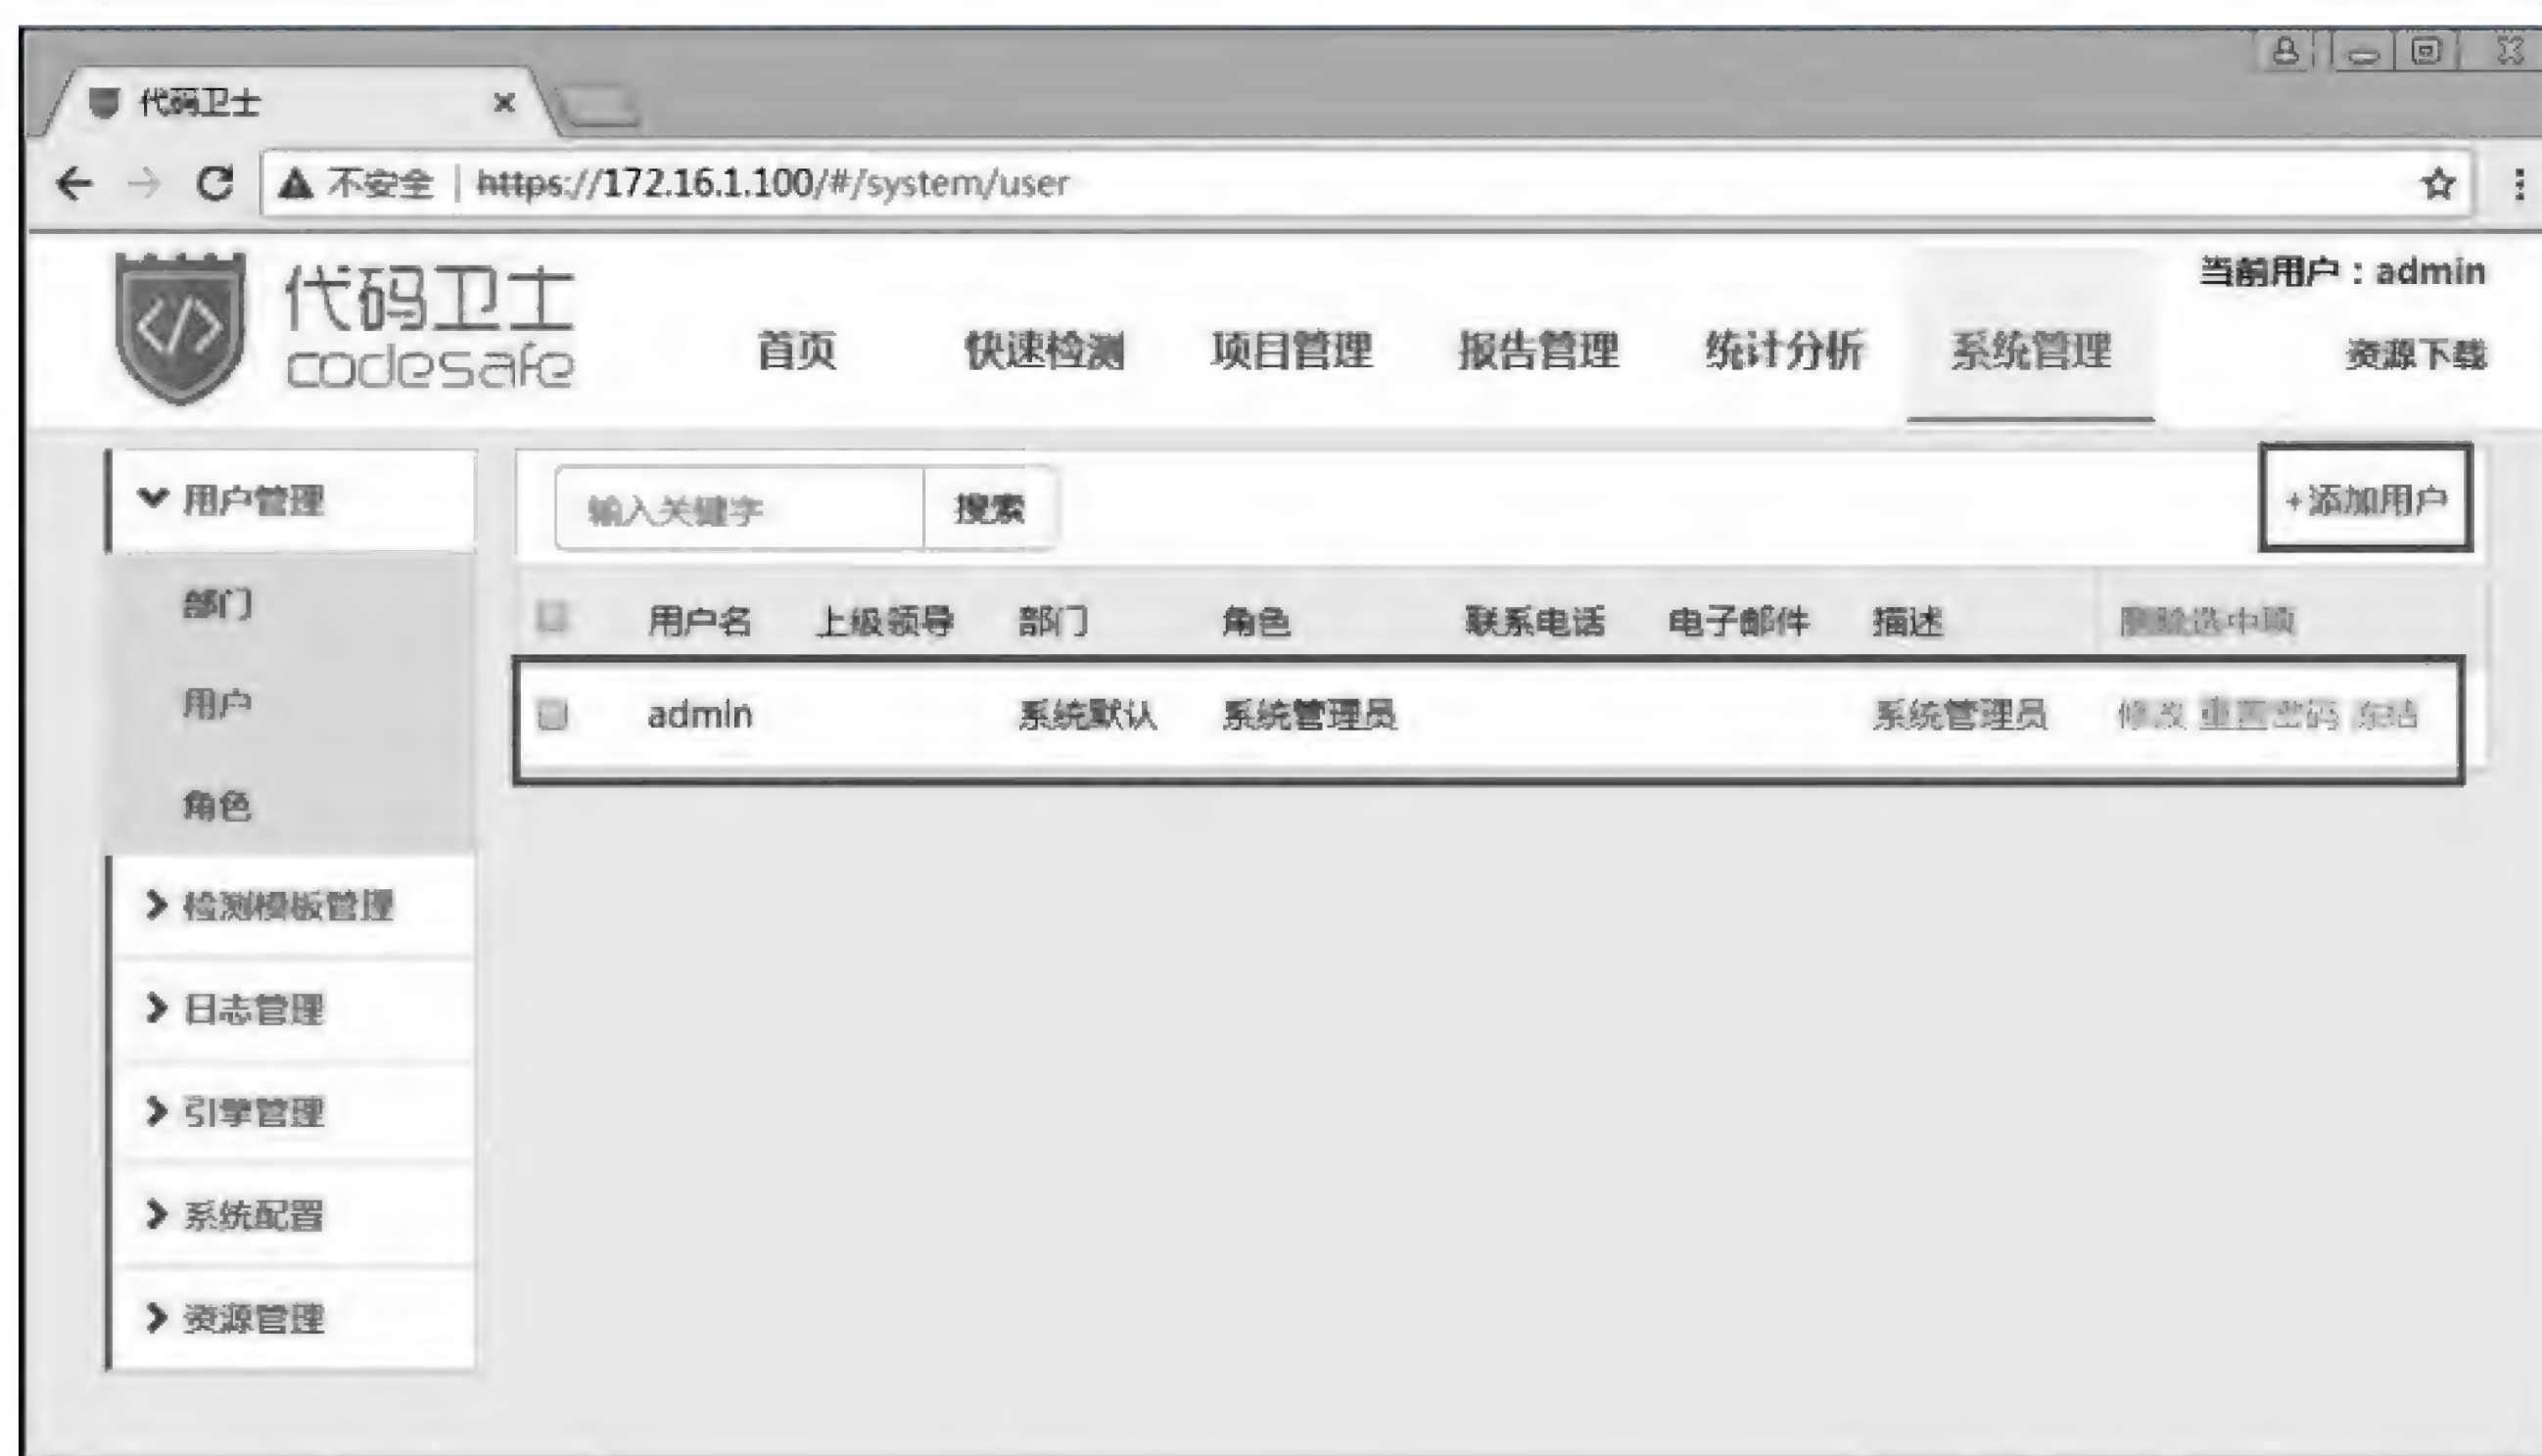 代码卫士
不安全 https://172.16.1.100/#/system/user
代码卫士
codesafe
首页 快速检测 项目管理 报告管理 统计分析 系统管理
当前用户：admin
资源下载
用户管理
部门
用户
角色
检测模板管理
日志管理
引擎管理
系统配置
资源管理
输入关键字 搜索 +添加用户
用户名 上级领导 部门 角色 联系电话 电子邮件 描述 删除选中项
admin 系统默认 系统管理员 系统管理员 修改 重置密码 冻结